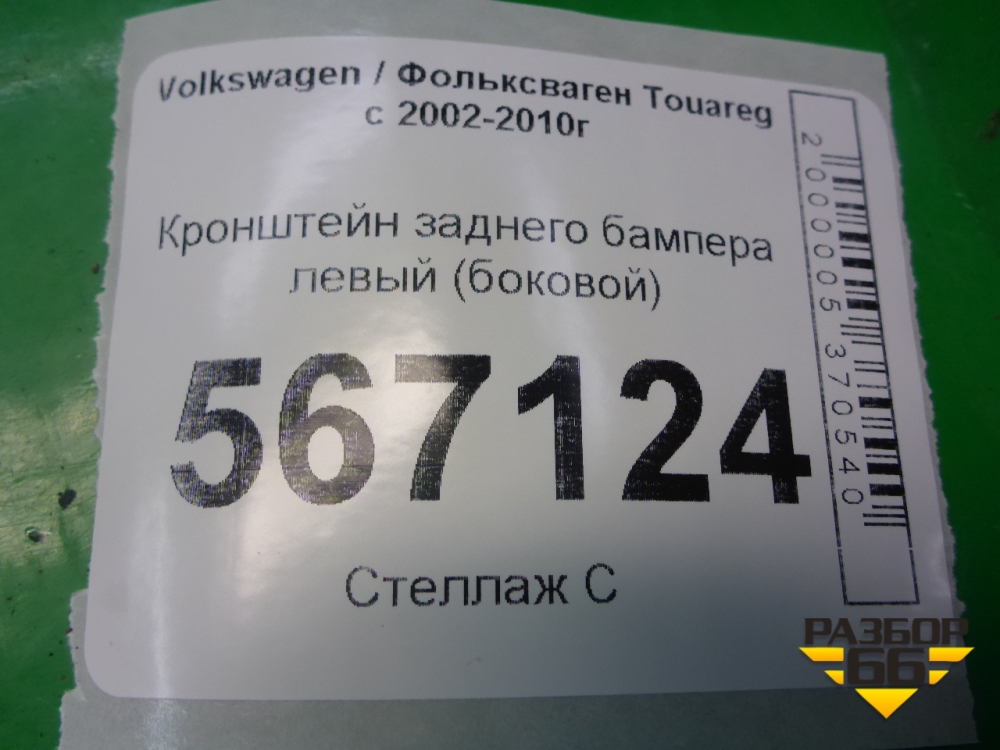 Volkswagen / Фольксваген Touareg
с 2002-2010г
Кронштейн заднего бампера
левый (боковой)
567124
Стеллаж С
2000005370540
РАЗБОР
66